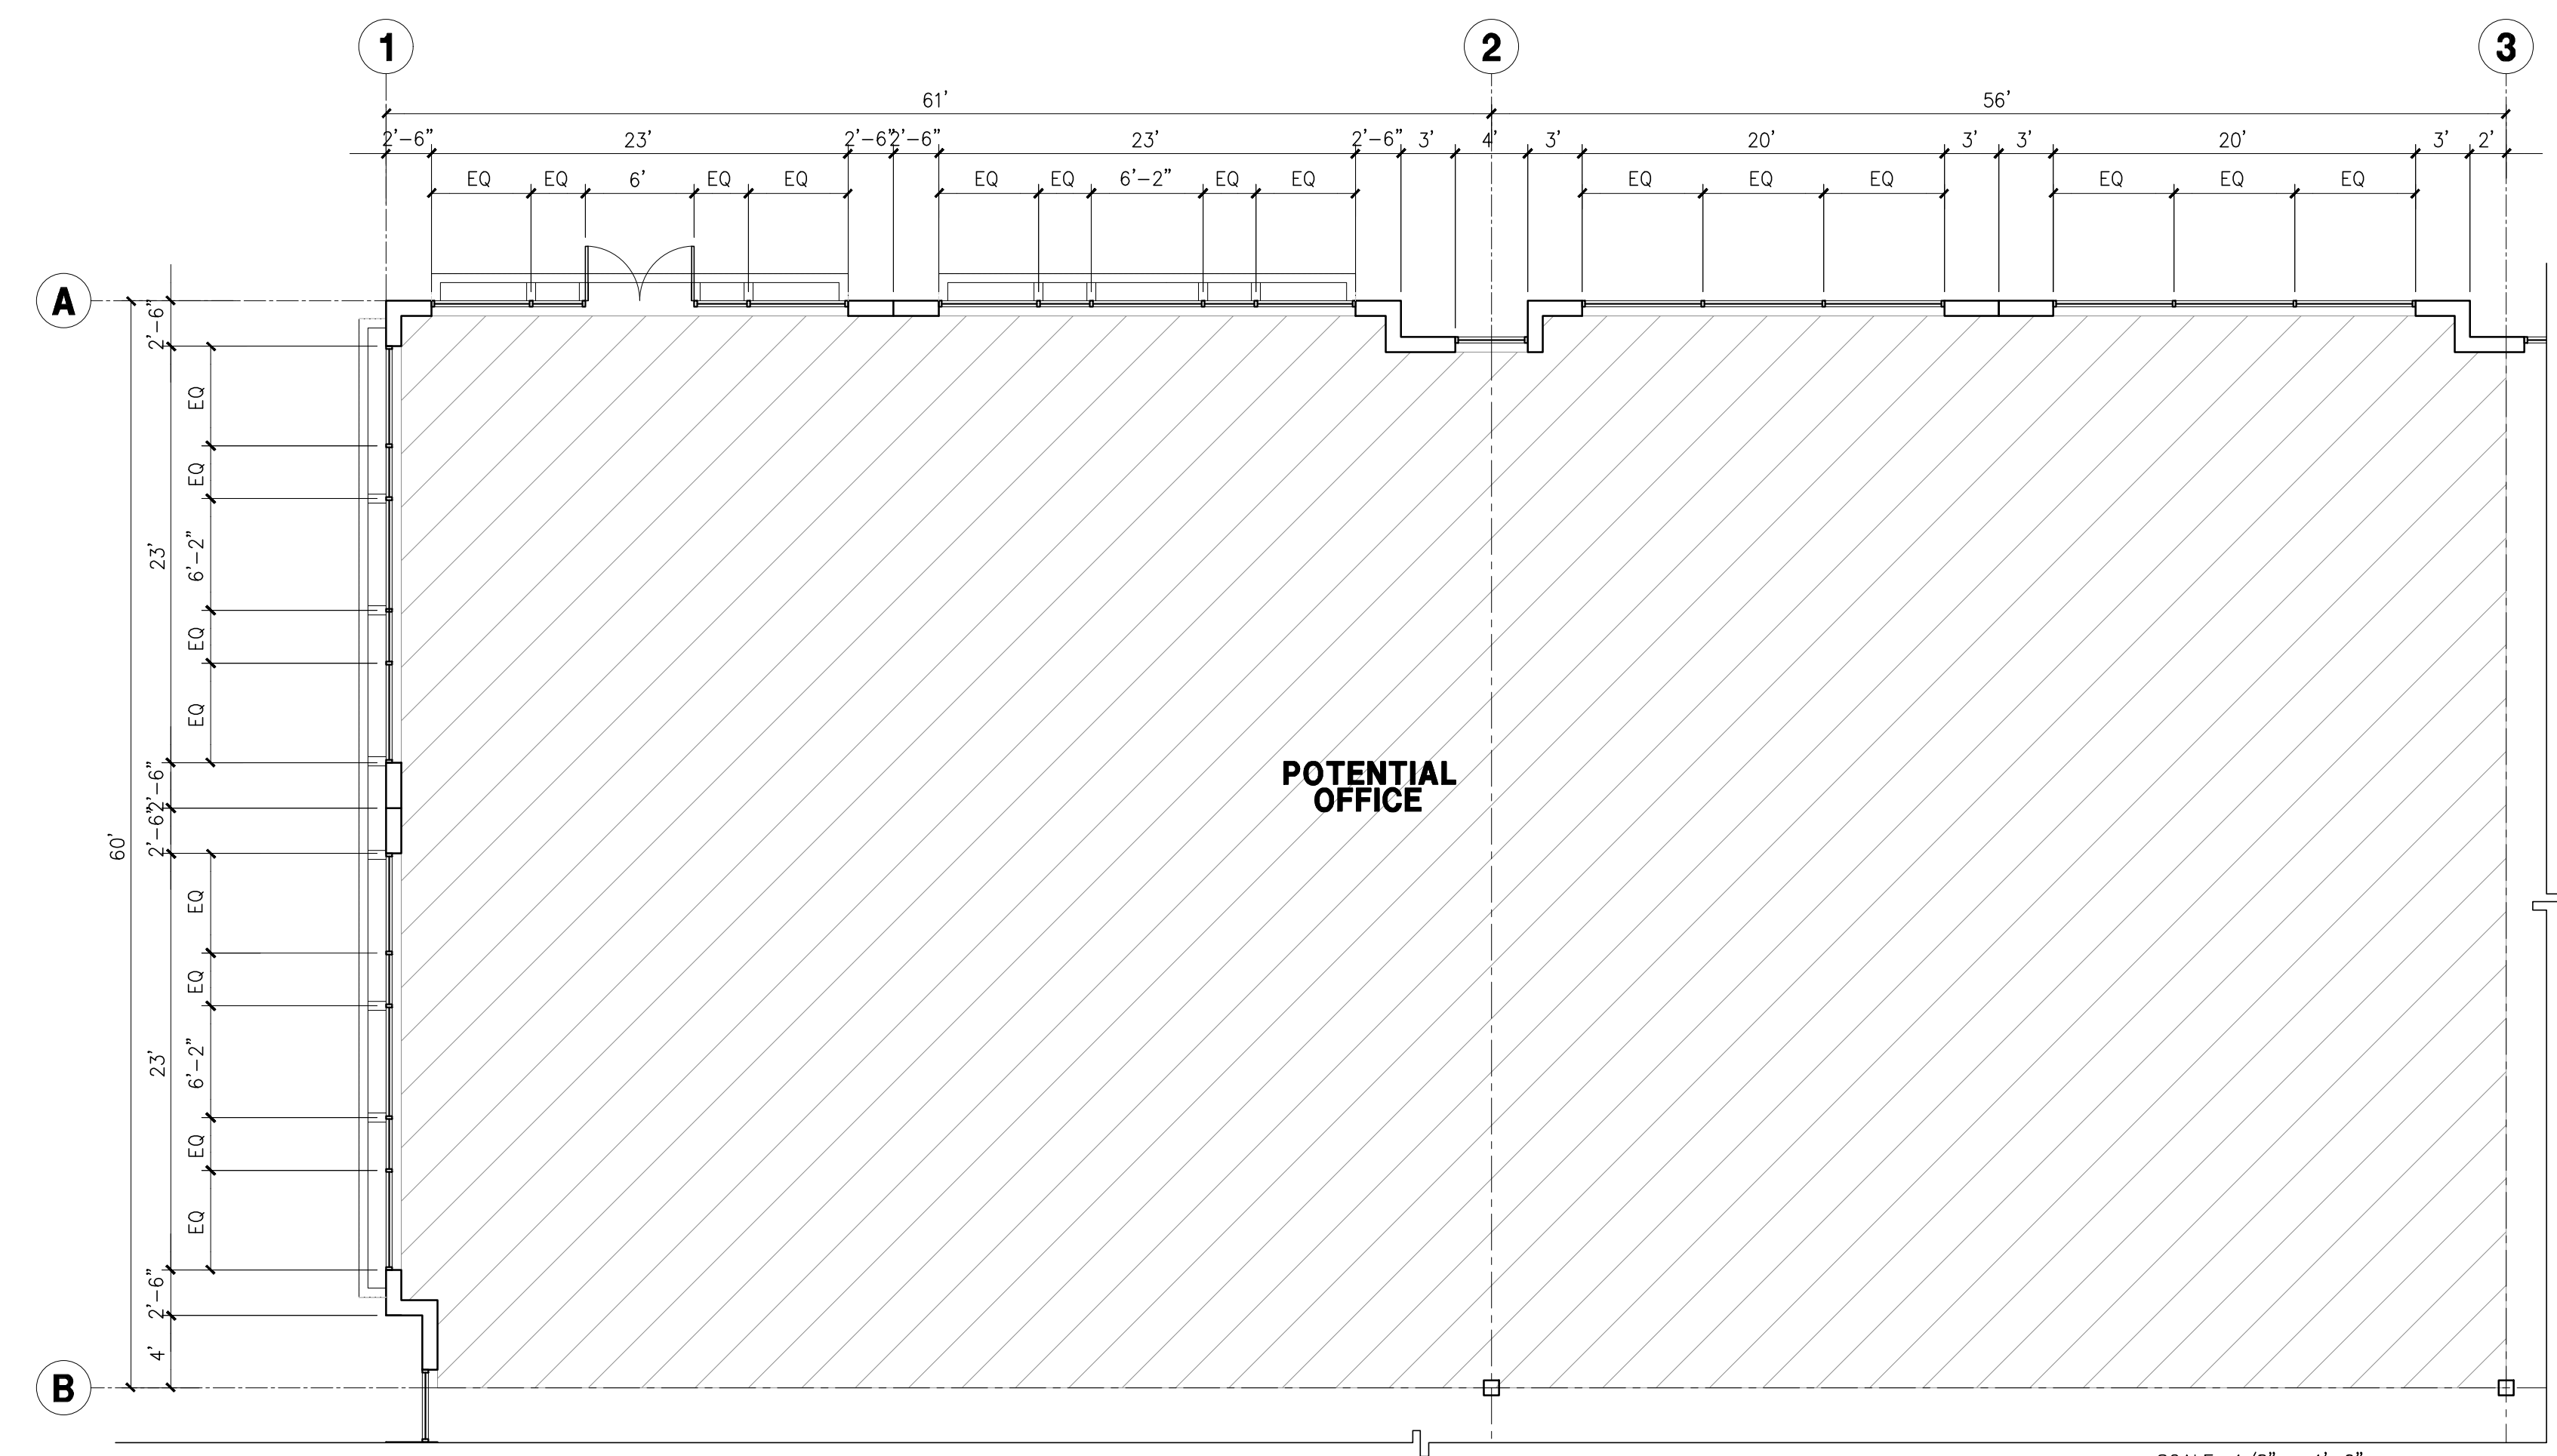 1 2 3
61' 56'
2'-6" 23' 2'-6" 2'-6" 23' 2'-6" 3' 4' 3' 20' 3' 3' 20' 3' 2'
EQ EQ 6' EQ EQ EQ EQ 6'-2" EQ EQ EQ EQ EQ EQ EQ EQ
A
2'-6"
EQ
EQ
23'
6'-2"
EQ
EQ
2'-6"
2'-6"
60'
POTENTIAL
OFFICE
EQ
EQ
23'
6'-2"
EQ
EQ
2'-6"
4'
B